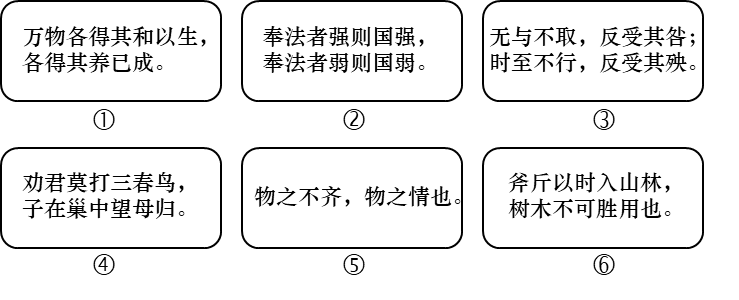 万物各得其和以生，
各得其养已成。
①
奉法者强则国强，
奉法者弱则国弱。
②
无与不取，反受其咎；
时至不行，反受其殃。
③
劝君莫打三春鸟，
子在巢中望母归。
④
物之不齐，物之情也。
⑤
斧斤以时入山林，
树木不可胜用也。
⑥